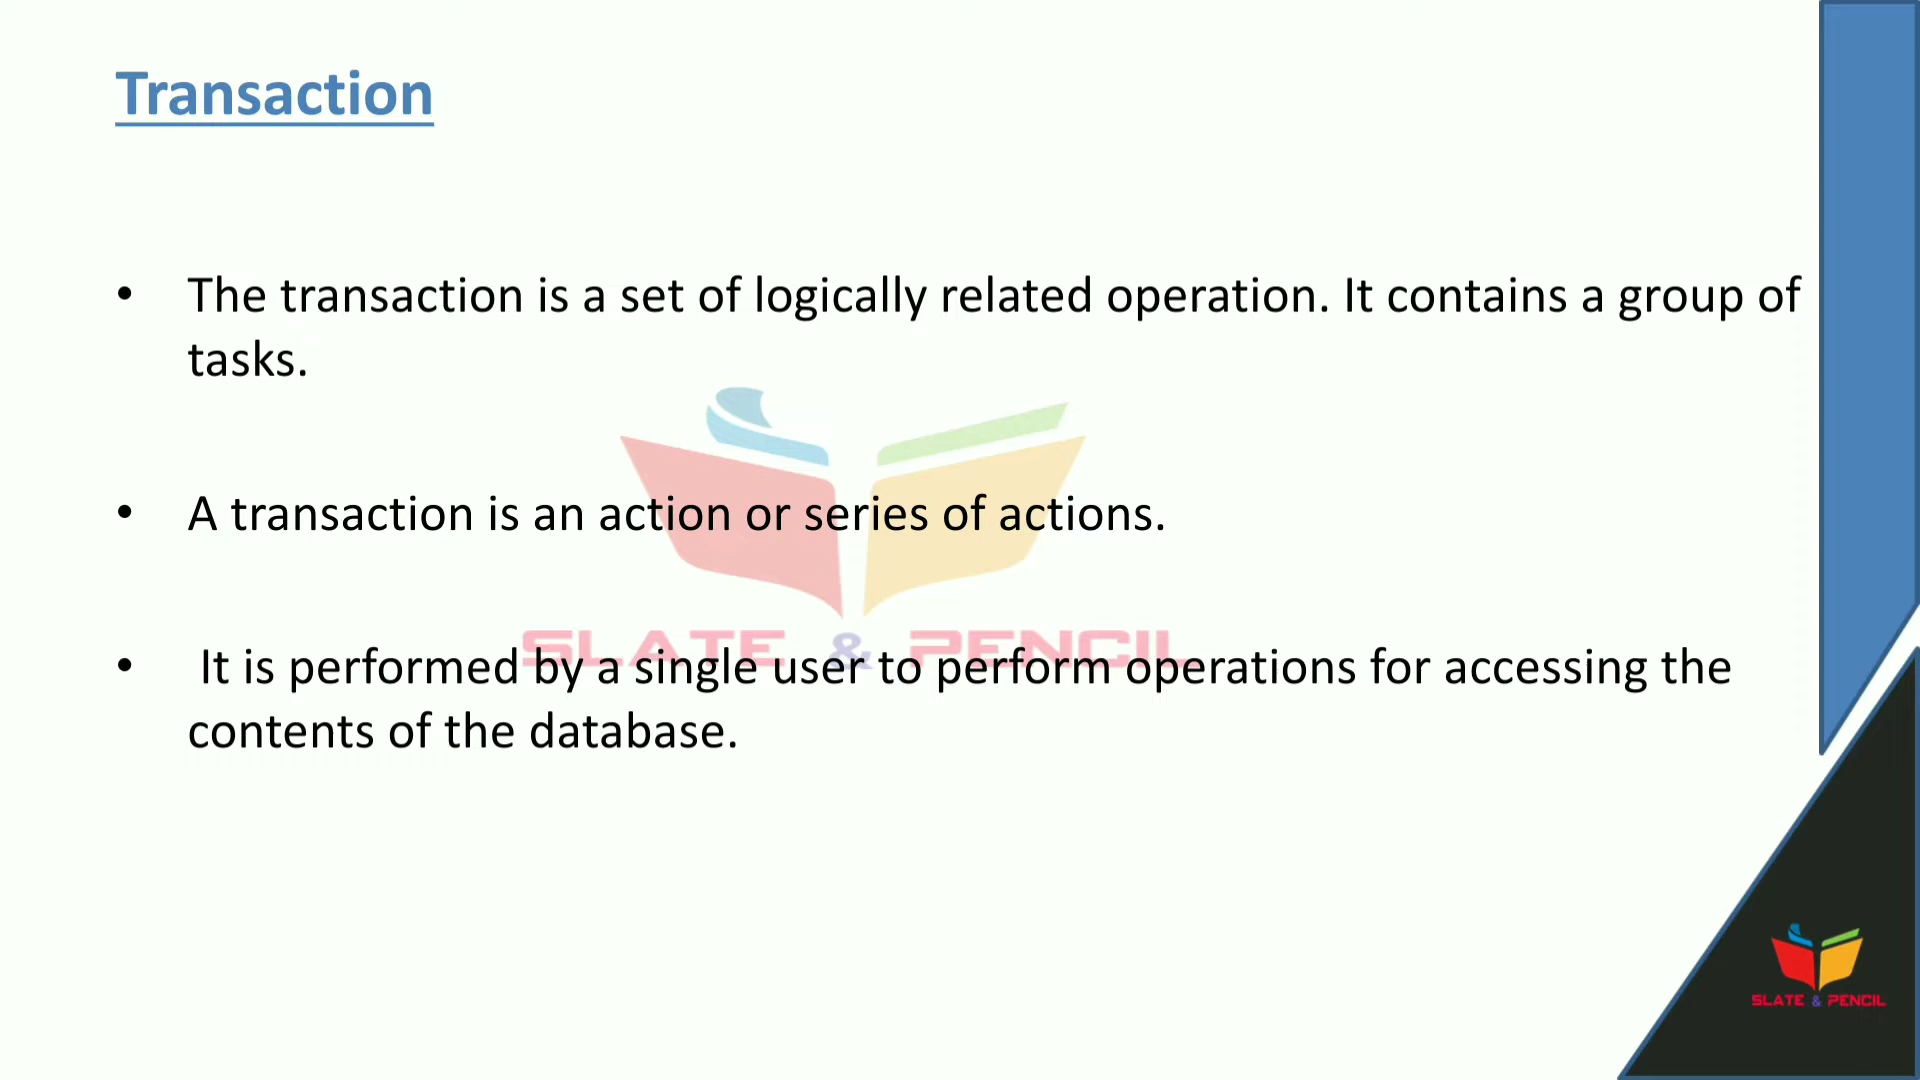 Transaction
• The transaction is a set of logically related operation. It contains a group of
tasks.
• A transaction is an action or series of actions.
• It is performed by a single user to perform operations for accessing the
contents of the database.
SLATE & PENCIL
SLATE & PENCIL